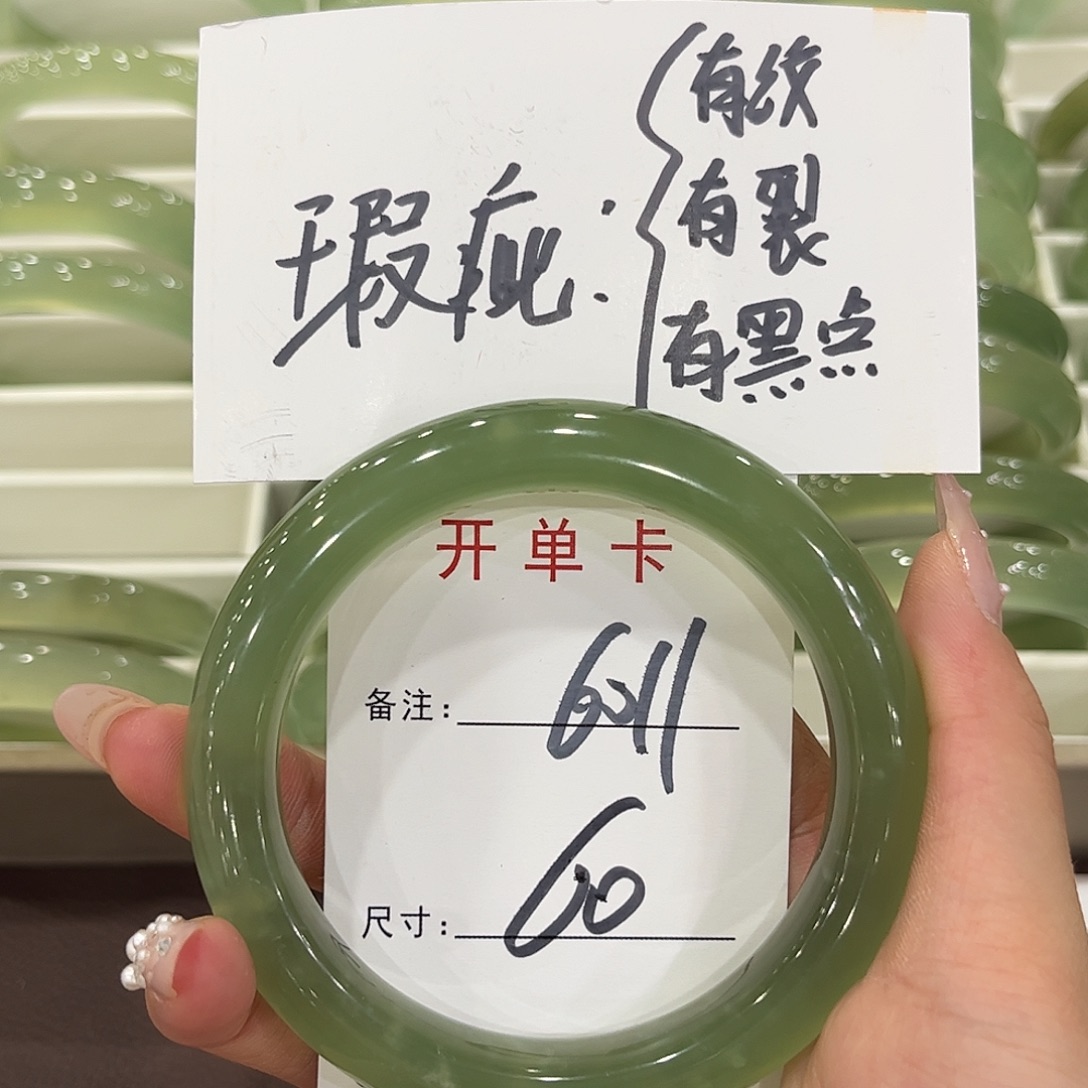 瑕疵：
有纹
有裂
有黑点
开单卡
备注：611
尺寸：60